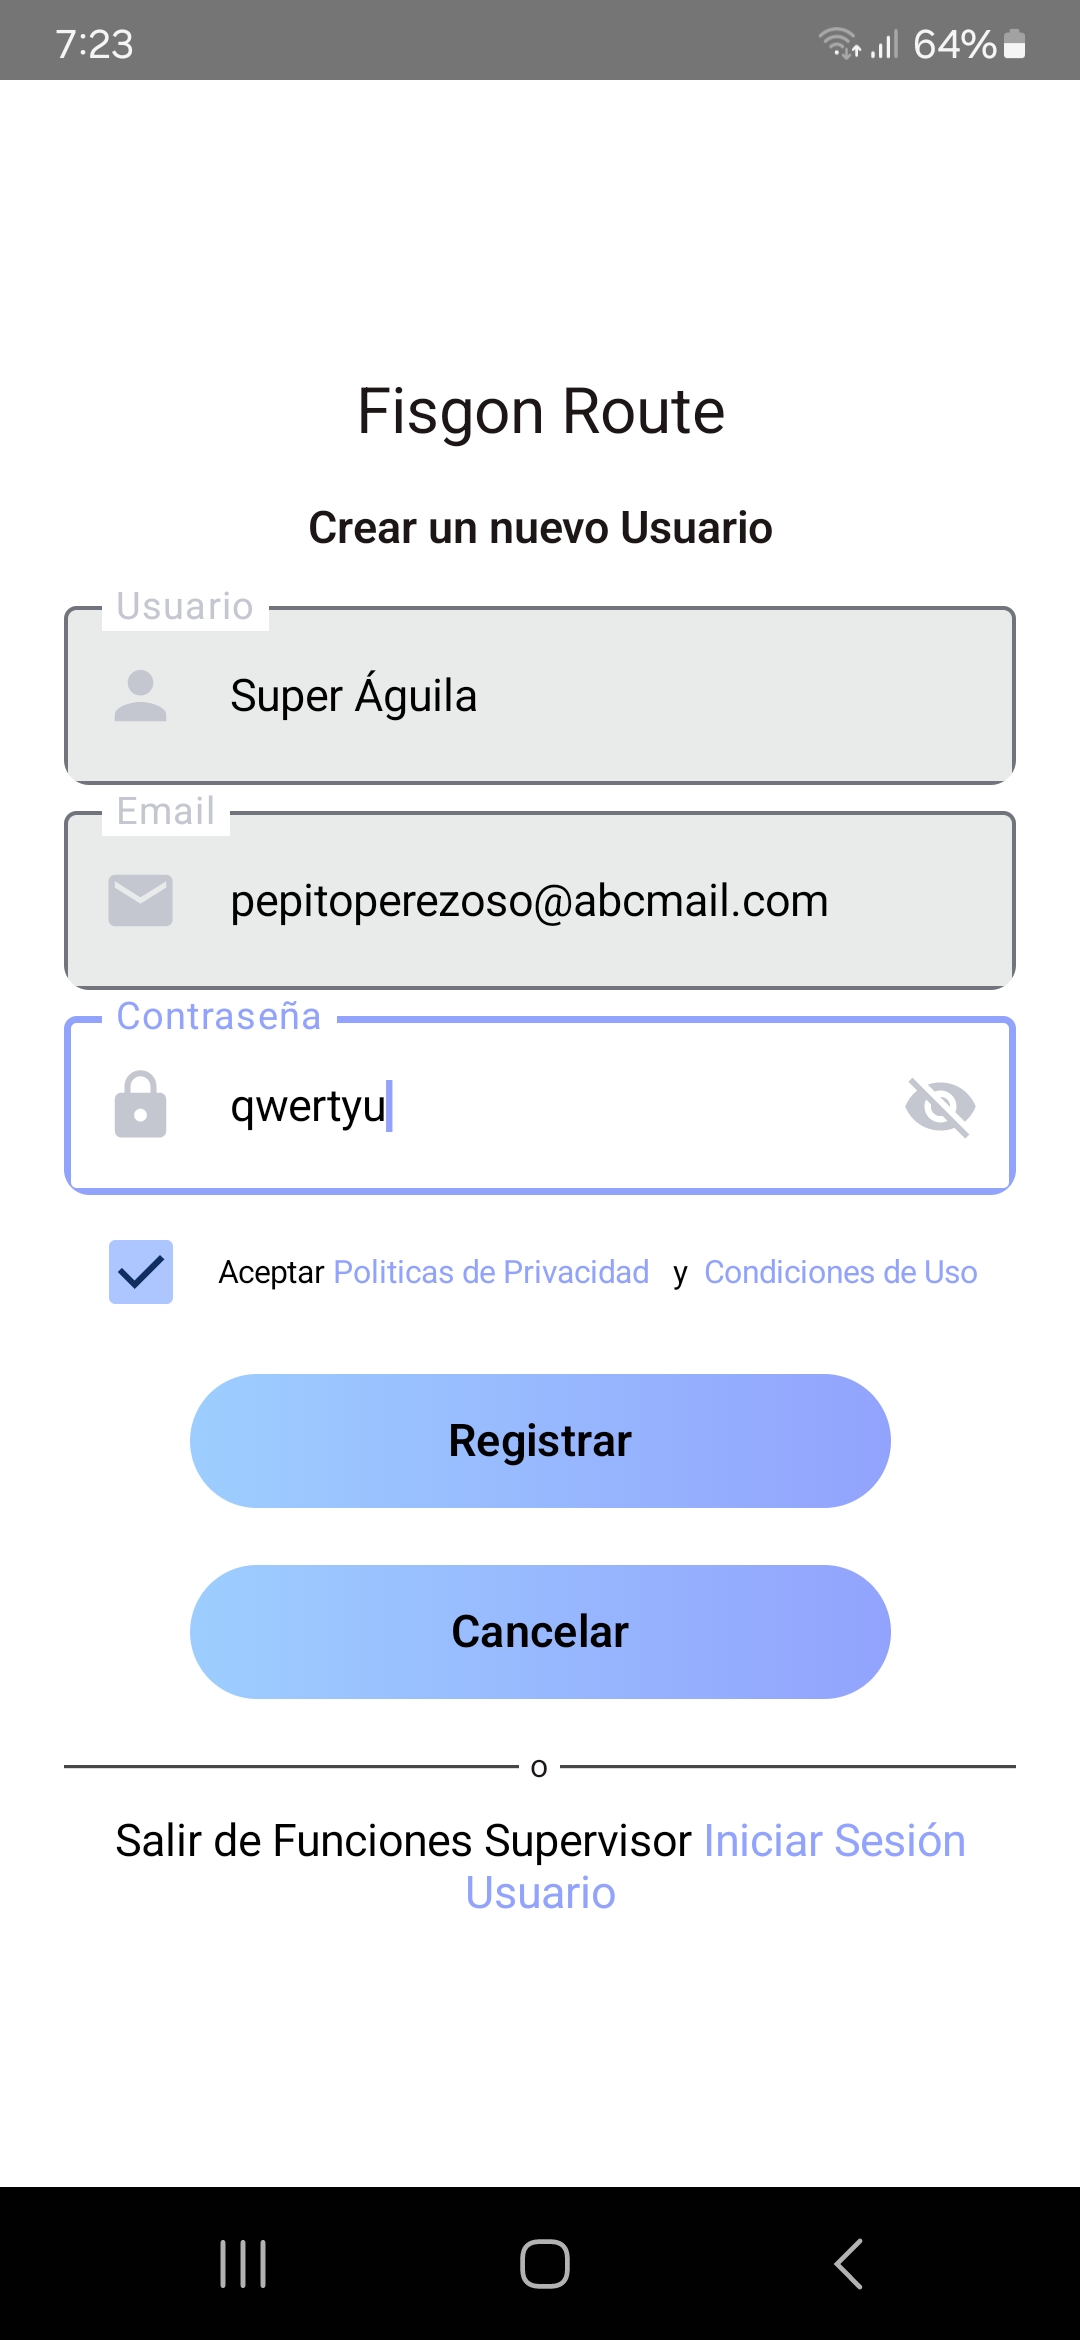 7:23
64%
Fisgon Route
Crear un nuevo Usuario
Usuario
Super Águila
Email
pepitoperezoso@abcmail.com
Contraseña
qwertyu
Aceptar Politicas de Privacidad y Condiciones de Uso
Registrar
Cancelar
o
Salir de Funciones Supervisor Iniciar Sesión
Usuario